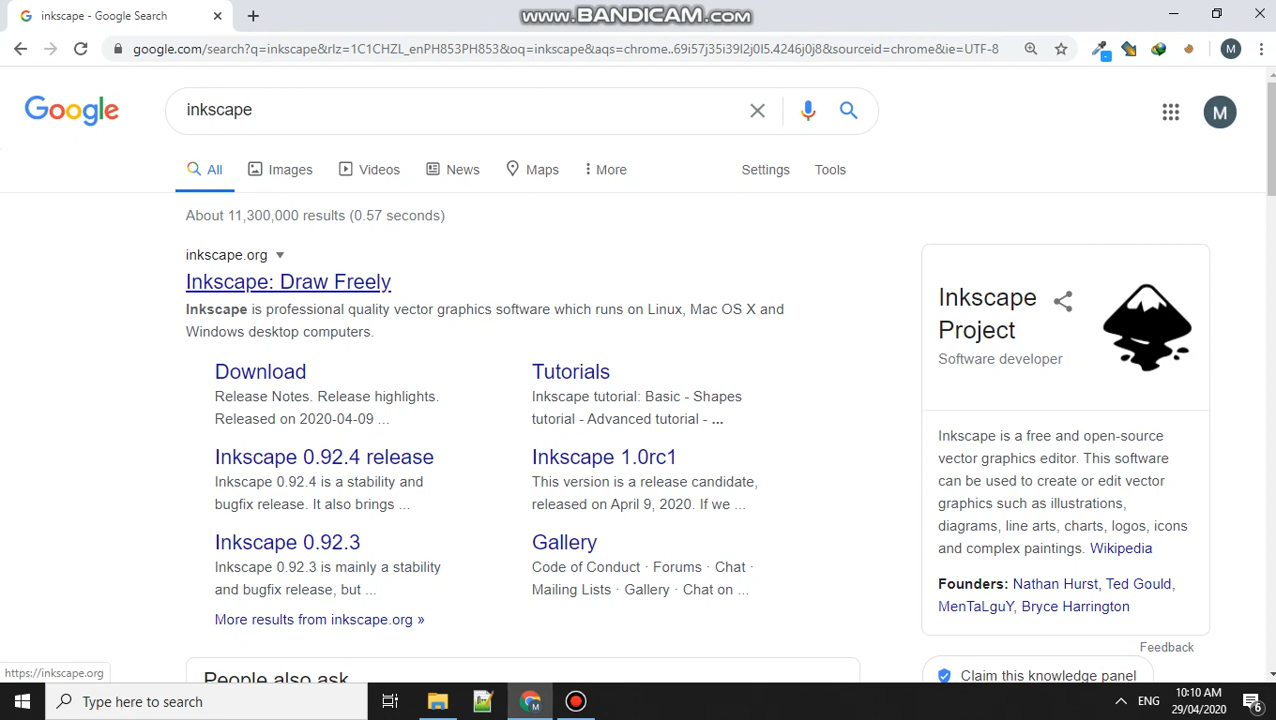 inkscape - Google Search
www.BANDICAM.com
google.com/search?q=inkscape&rlz=1C1CHZL_enPH853PH853&oq=inkscape&aqs=chrome..69i57j35i39l2j0l5.4246j0j8&sourceid=chrome&ie=UTF-8
M
Google
inkscape
M
All
Images
Videos
News
Maps
More
Settings
Tools
About 11,300,000 results (0.57 seconds)
inkscape.org
Inkscape: Draw Freely
Inkscape is professional quality vector graphics software which runs on Linux, Mac OS X and
Windows desktop computers.
Download
Release Notes. Release highlights.
Released on 2020-04-09 ...
Tutorials
Inkscape tutorial: Basic - Shapes
tutorial - Advanced tutorial - ...
Inkscape 0.92.4 release
Inkscape 0.92.4 is a stability and
bugfix release. It also brings ...
Inkscape 1.0rc1
This version is a release candidate,
released on April 9, 2020. If we ...
Inkscape 0.92.3
Inkscape 0.92.3 is mainly a stability
and bugfix release, but ...
Gallery
Code of Conduct · Forums · Chat ·
Mailing Lists · Gallery · Chat on ...
More results from inkscape.org »
People also ask
Inkscape
Project
Software developer
Inkscape is a free and open-source
vector graphics editor. This software
can be used to create or edit vector
graphics such as illustrations,
diagrams, line arts, charts, logos, icons
and complex paintings. Wikipedia
Founders: Nathan Hurst, Ted Gould,
MenTaLguY, Bryce Harrington
Feedback
Claim this knowledge panel
https://inkscape.org
Type here to search
M
ENG
10:10 AM
29/04/2020
6